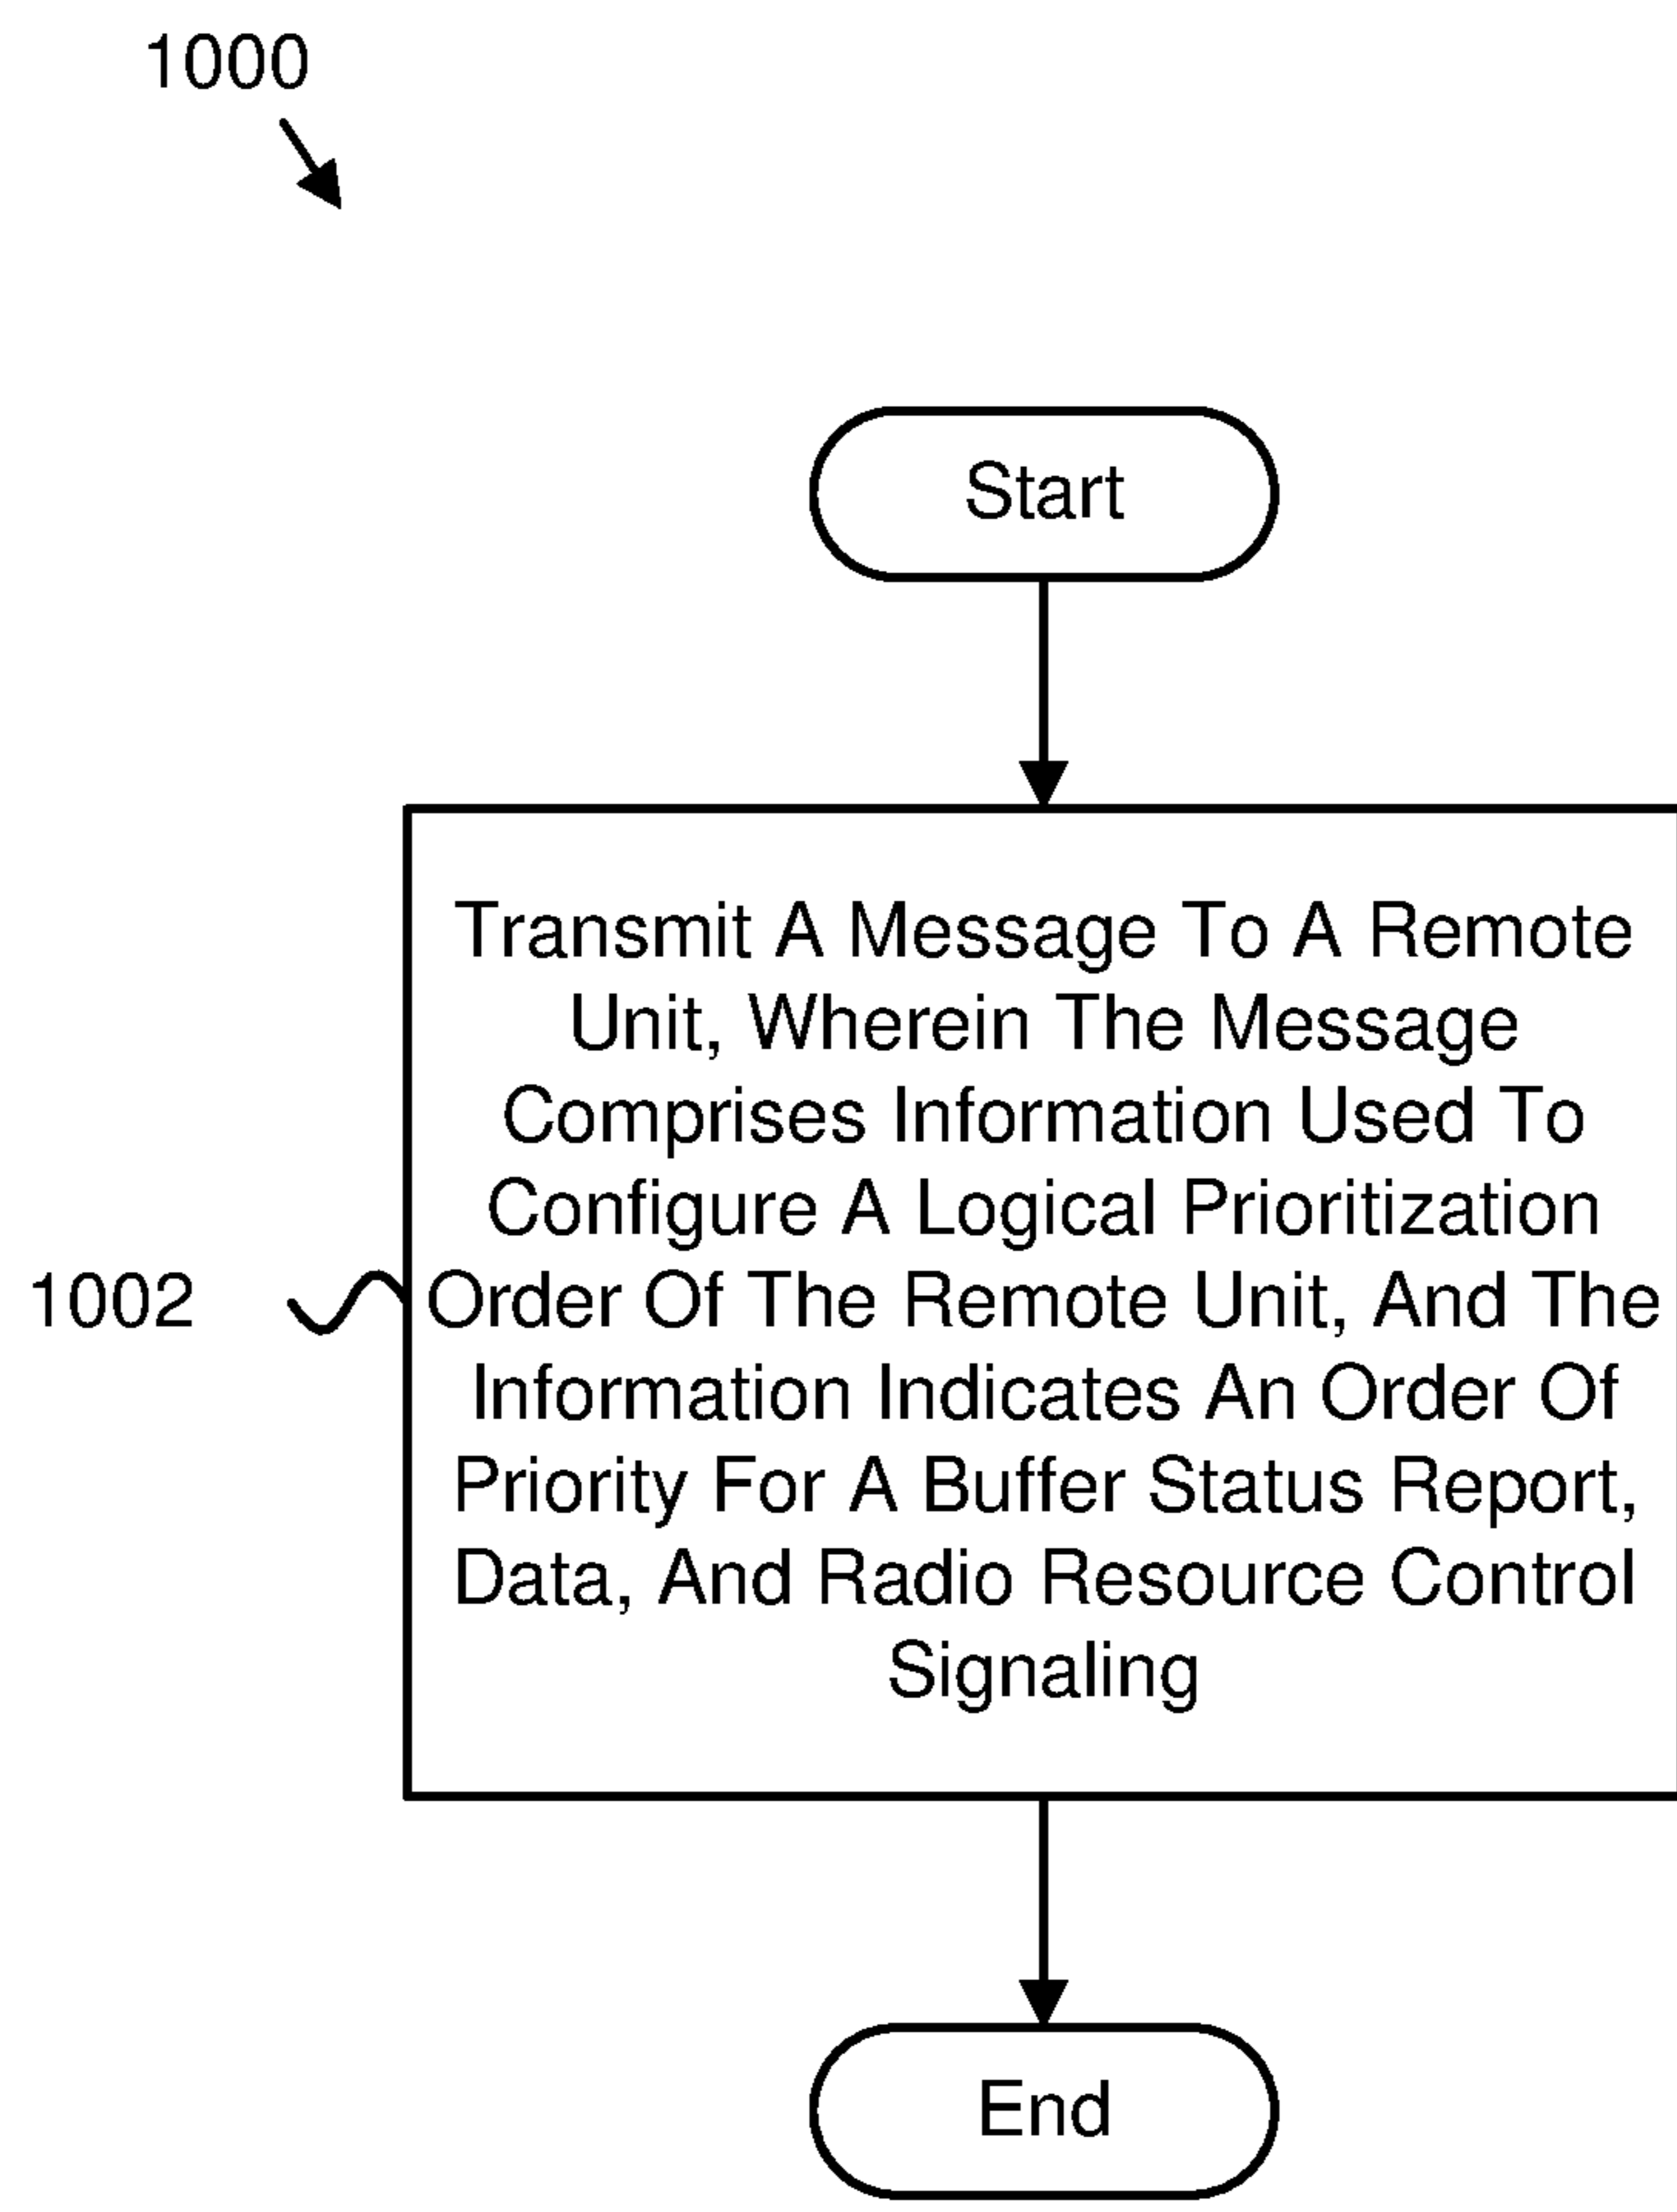 1000
Start
Transmit A Message To A Remote
Unit, Wherein The Message
Comprises Information Used To
Configure A Logical Prioritization
1002
Order Of The Remote Unit, And The
Information Indicates An Order Of
Priority For A Buffer Status Report,
Data, And Radio Resource Control
Signaling
End